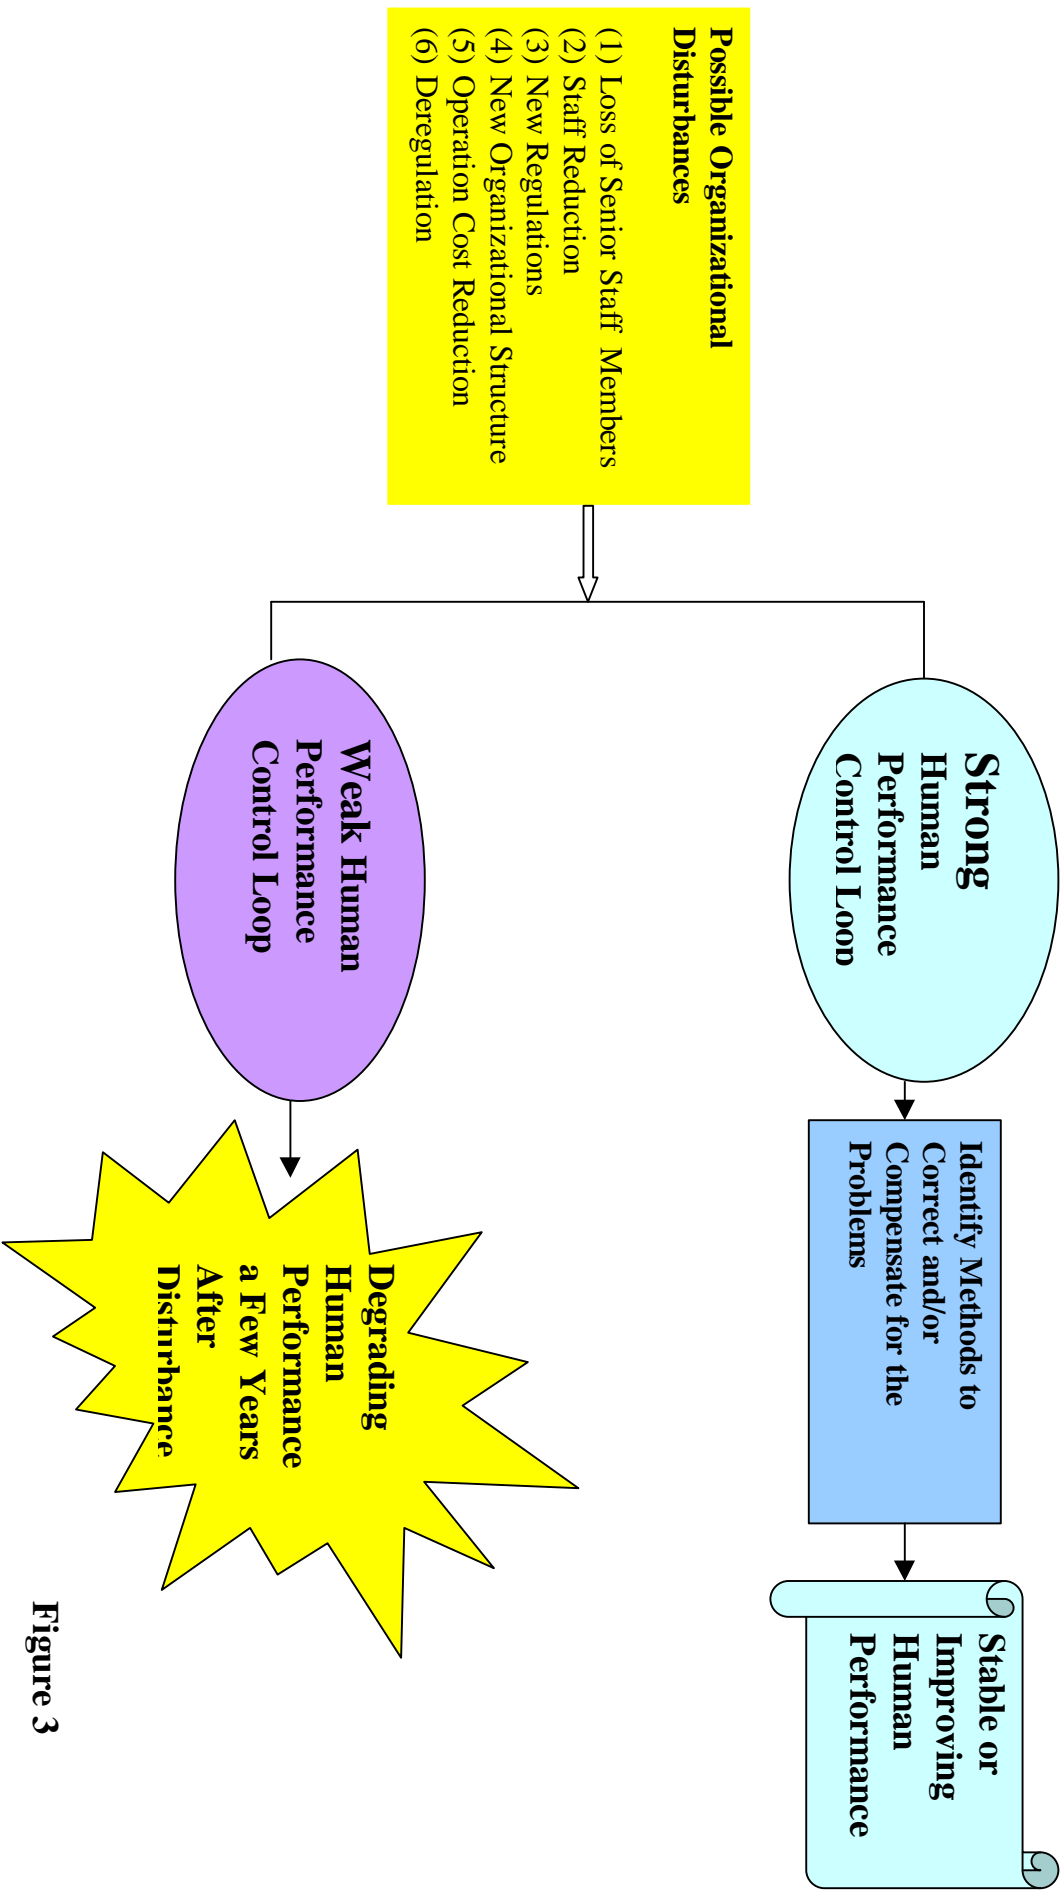 Possible Organizational
Disturbances
(1) Loss of Senior Staff Members
(2) Staff Reduction
(3) New Regulations
(4) New Organizational Structure
(5) Operation Cost Reduction
(6) Deregulation
Strong
Human
Performance
Control Loop
Identify Methods to
Correct and/or
Compensate for the
Problems
Stable or
Improving
Human
Performance
Weak Human
Performance
Control Loop
Degrading
Human
Performance
a Few Years
After
Disturbance
Figure 3